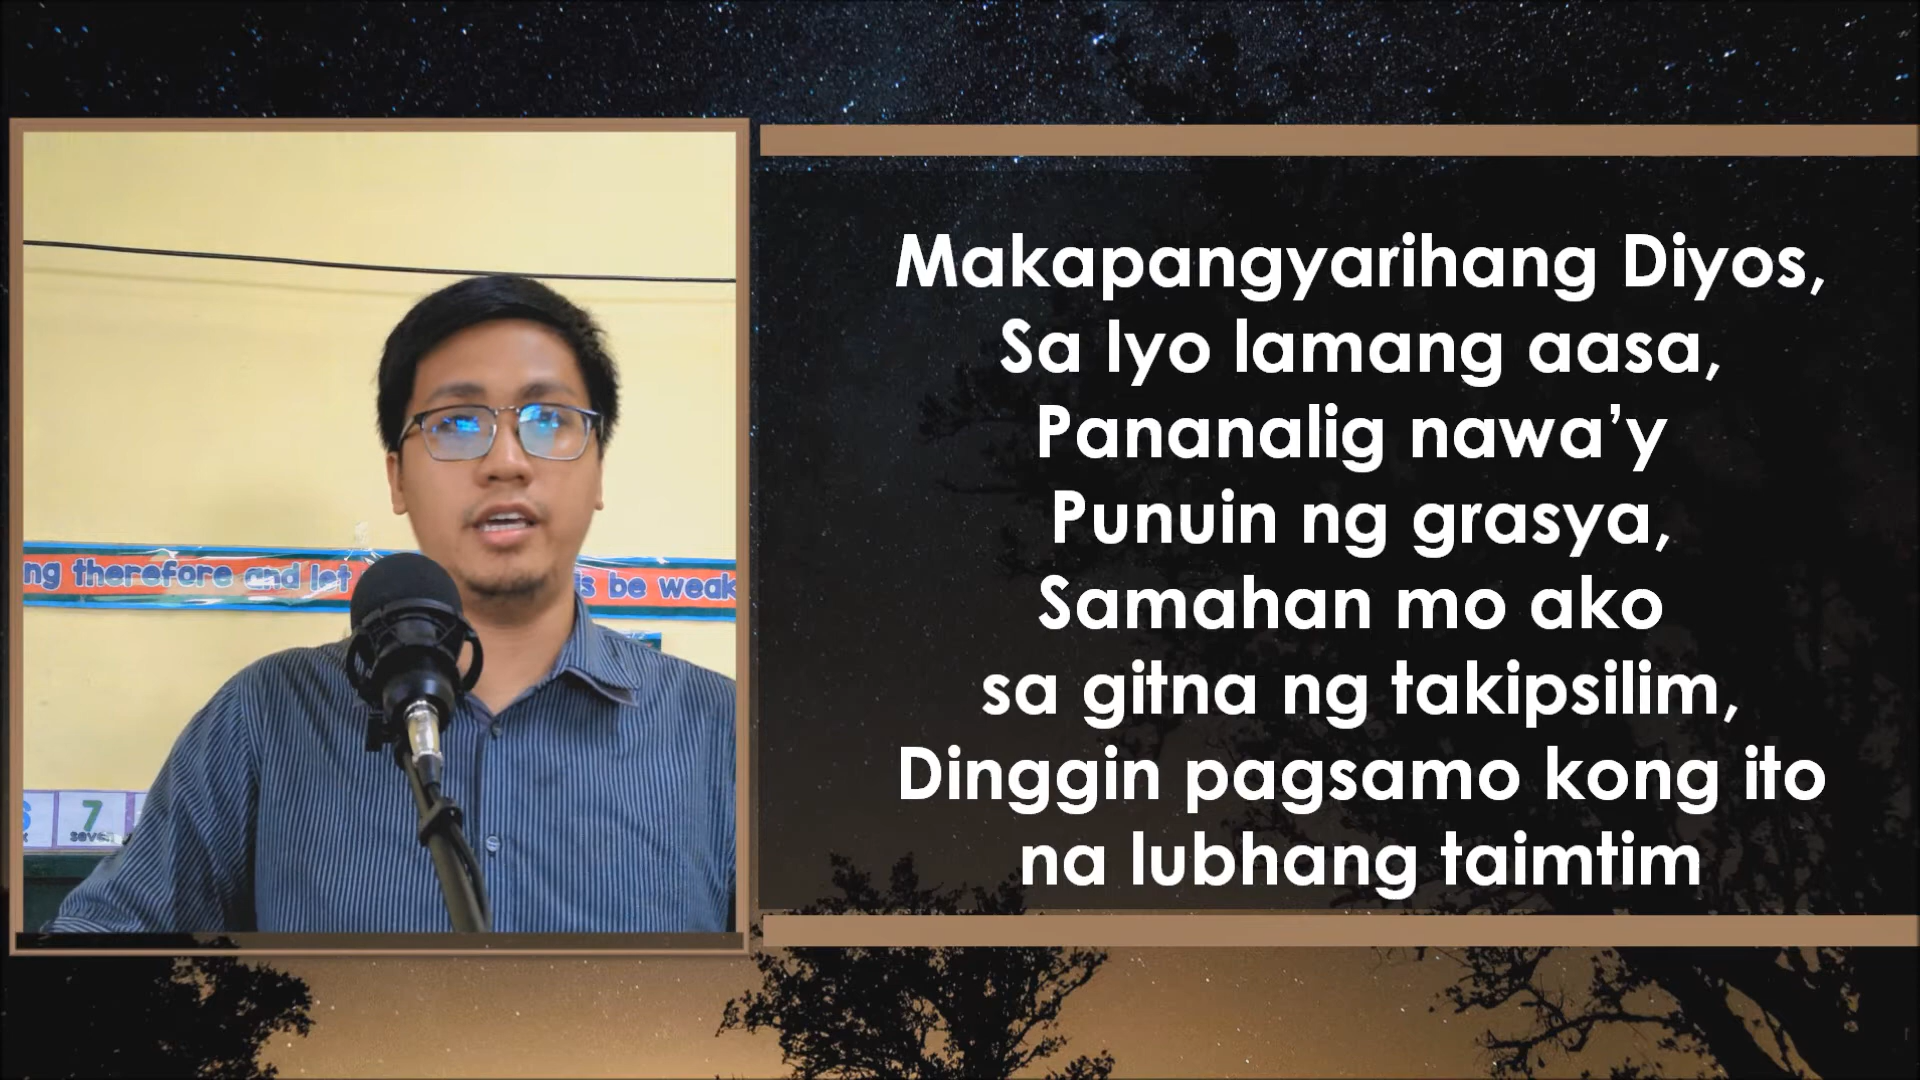 Makapangyarihang Diyos,
Sa Iyo lamang aasa,
Pananalig nawa’y
Punuin ng grasya,
Samahan mo ako
sa gitna ng takipsilim,
Dinggin pagsamo kong ito
na lubhang taimtim
ng therefore and let
be weak
7
seven